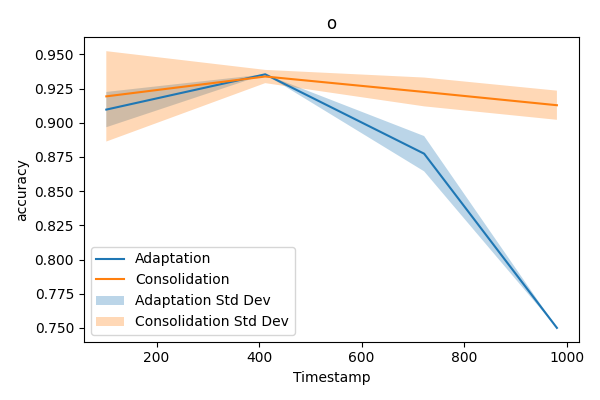 o
0.950
0.925
0.900
0.875
0.850
0.825
0.800
0.775
0.750
accuracy
Adaptation
Consolidation
Adaptation Std Dev
Consolidation Std Dev
200 400 600 800 1000
Timestamp